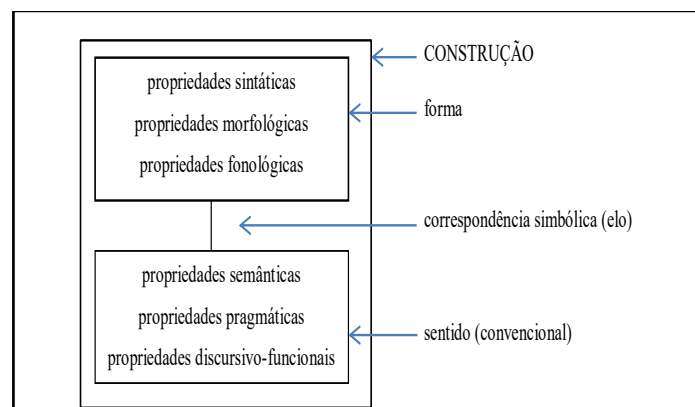 CONSTRUÇÃO
propriedades sintáticas
propriedades morfológicas
propriedades fonológicas
forma
correspondência simbólica (elo)
propriedades semânticas
propriedades pragmáticas
propriedades discursivo-funcionais
sentido (convencional)